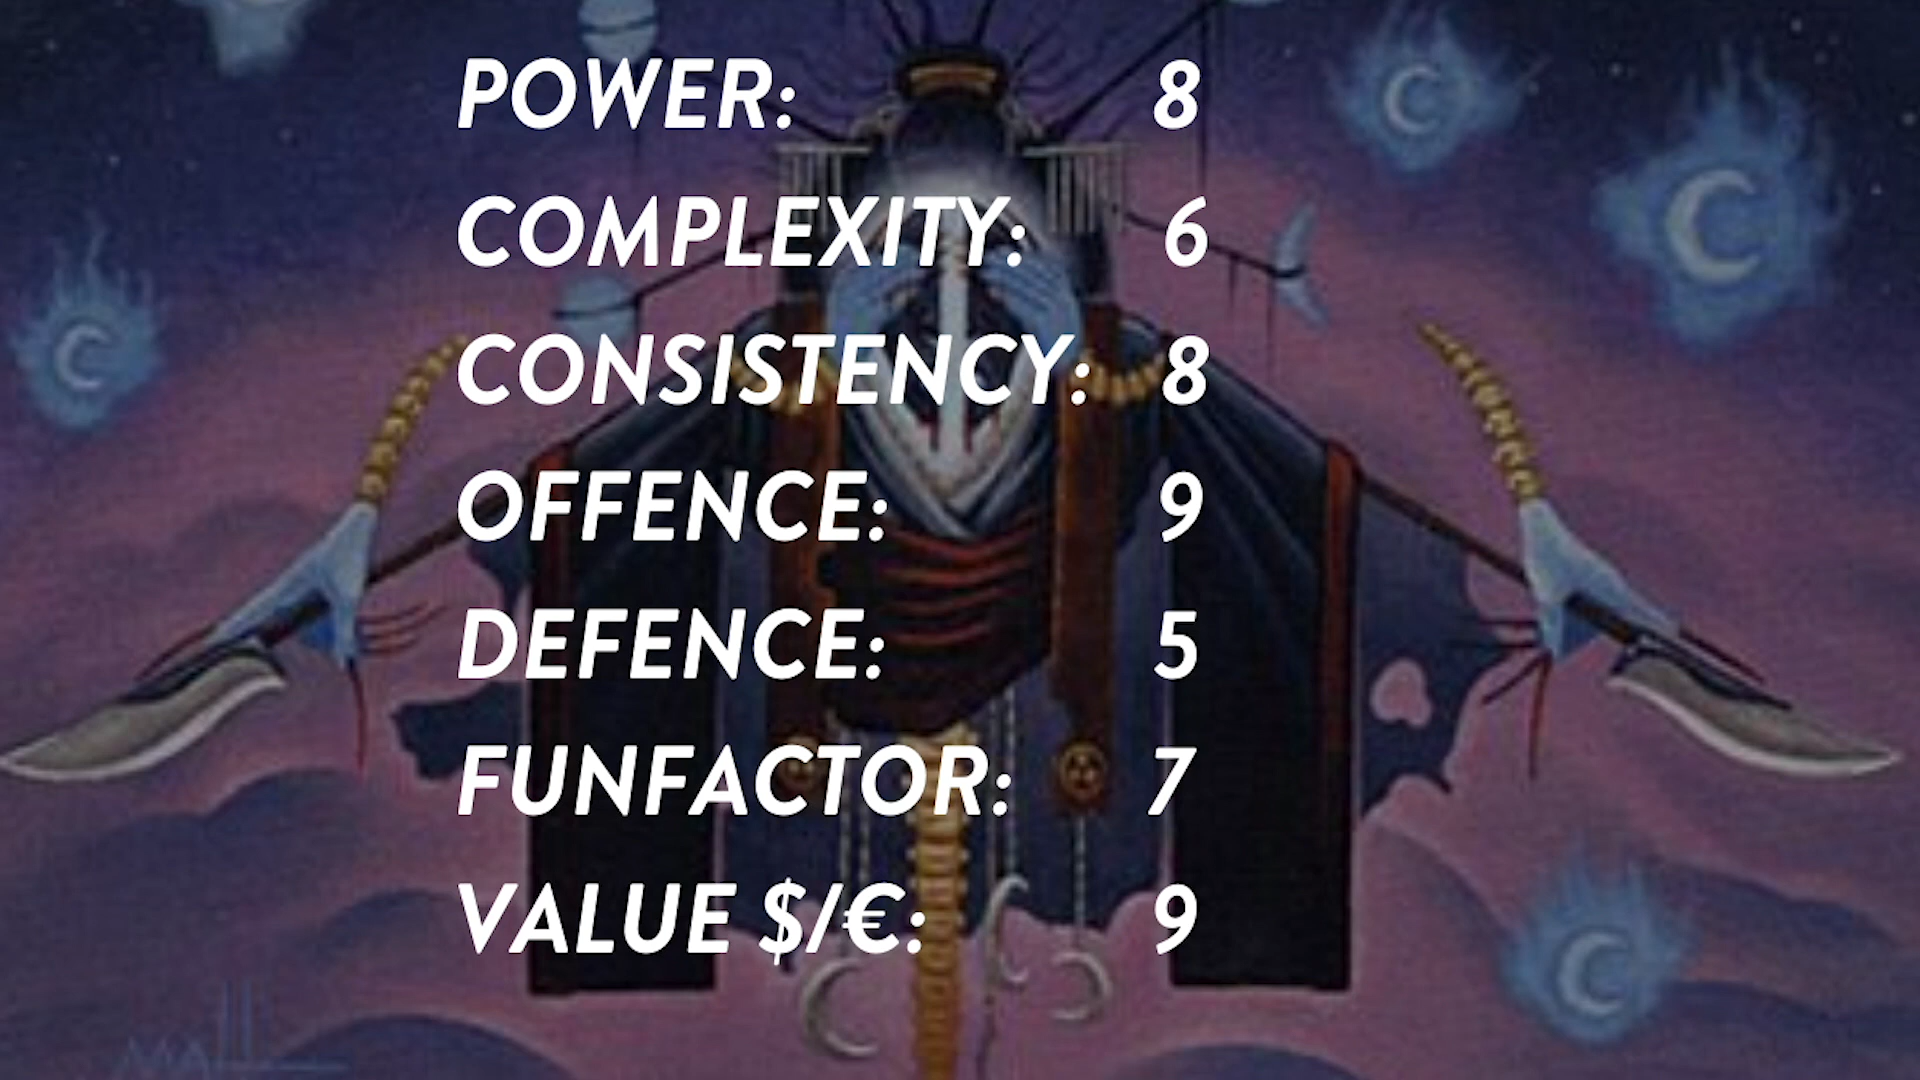 POWER: 8
COMPLEXITY: 6
CONSISTENCY: 8
OFFENCE: 9
DEFENCE: 5
FUNFACTOR: 7
VALUE $/€: 9